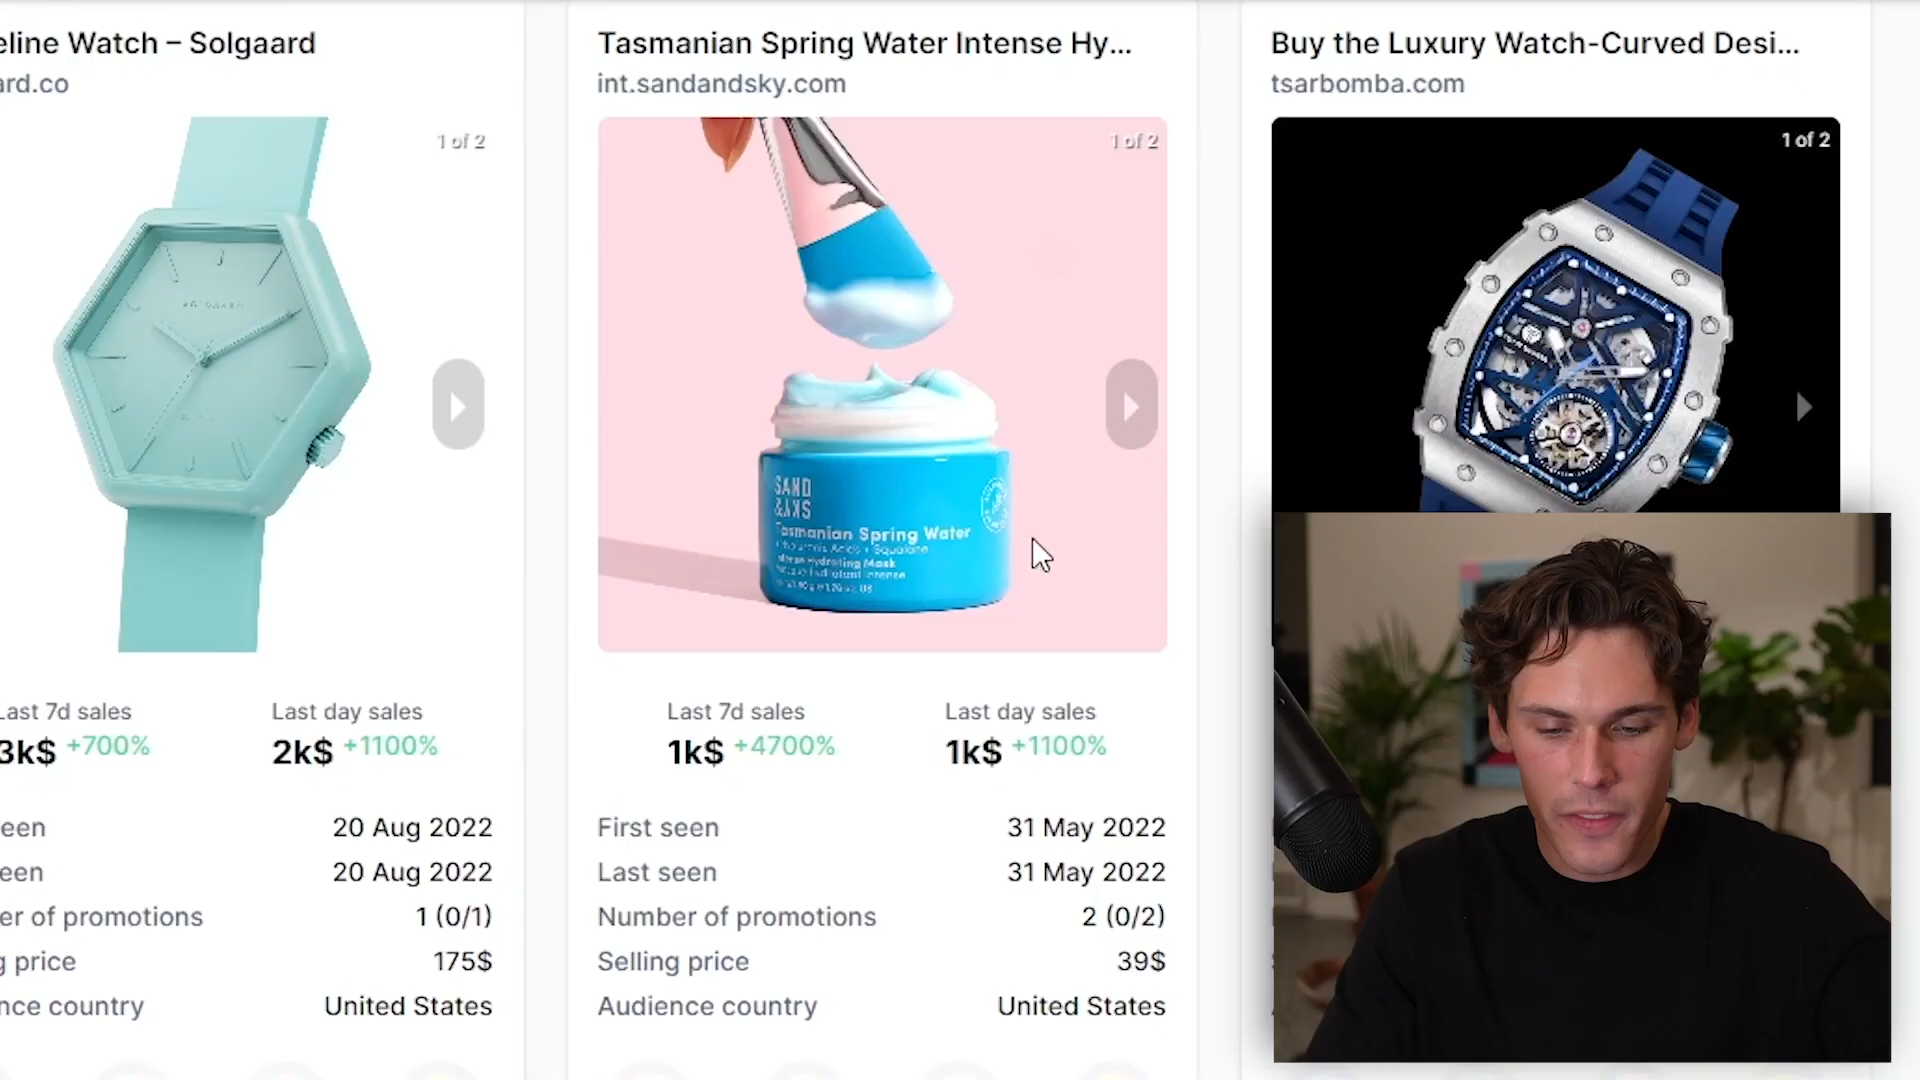 eline Watch – Solgaard
ard.co
1 of 2
SOLGAARD
Last 7d sales
3k$ +700%
Last day sales
2k$ +1100%
een
20 Aug 2022
een
20 Aug 2022
er of promotions
1 (0/1)
g price
175$
nce country
United States
Tasmanian Spring Water Intense Hy...
int.sandandsky.com
1 of 2
SAND
&SKY
Tasmanian Spring Water
Intense Hydrating Mask
Last 7d sales
1k$ +4700%
Last day sales
1k$ +1100%
First seen
31 May 2022
Last seen
31 May 2022
Number of promotions
2 (0/2)
Selling price
39$
Audience country
United States
Buy the Luxury Watch-Curved Desi...
tsarbomba.com
1 of 2